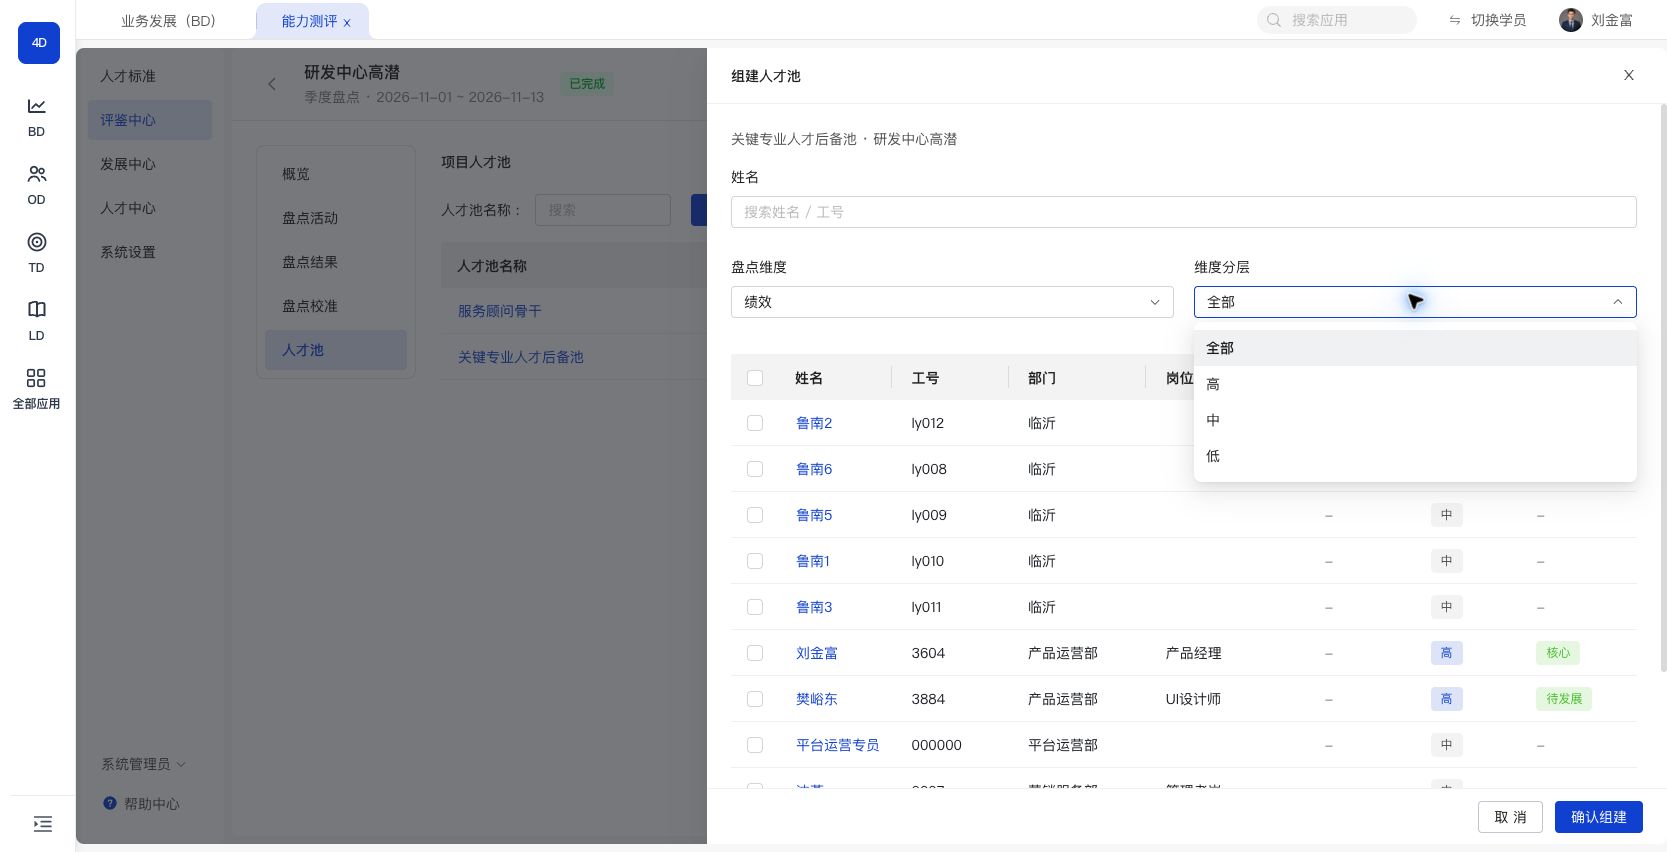 4D
BD
OD
TD
LD
全部应用
业务发展（BD）
能力测评 x
搜索应用
切换学员
刘金富
人才标准
评鉴中心
发展中心
人才中心
系统设置
系统管理员
帮助中心
研发中心高潜
季度盘点 · 2026-11-01 ~ 2026-11-13
已完成
概览
盘点活动
盘点结果
盘点校准
人才池
项目人才池
人才池名称：
搜索
人才池名称
服务顾问骨干
关键专业人才后备池
组建人才池
关键专业人才后备池 · 研发中心高潜
姓名
搜索姓名 / 工号
盘点维度 维度分层
绩效 全部
全部
高
中
低
姓名 工号 部门 岗位
鲁南2 ly012 临沂
鲁南6 ly008 临沂
鲁南5 ly009 临沂 – 中 –
鲁南1 ly010 临沂 – 中 –
鲁南3 ly011 临沂 – 中 –
刘金富 3604 产品运营部 产品经理 – 高 核心
樊峪东 3884 产品运营部 UI设计师 – 高 待发展
平台运营专员 000000 平台运营部 – 中 –
取 消
确认组建